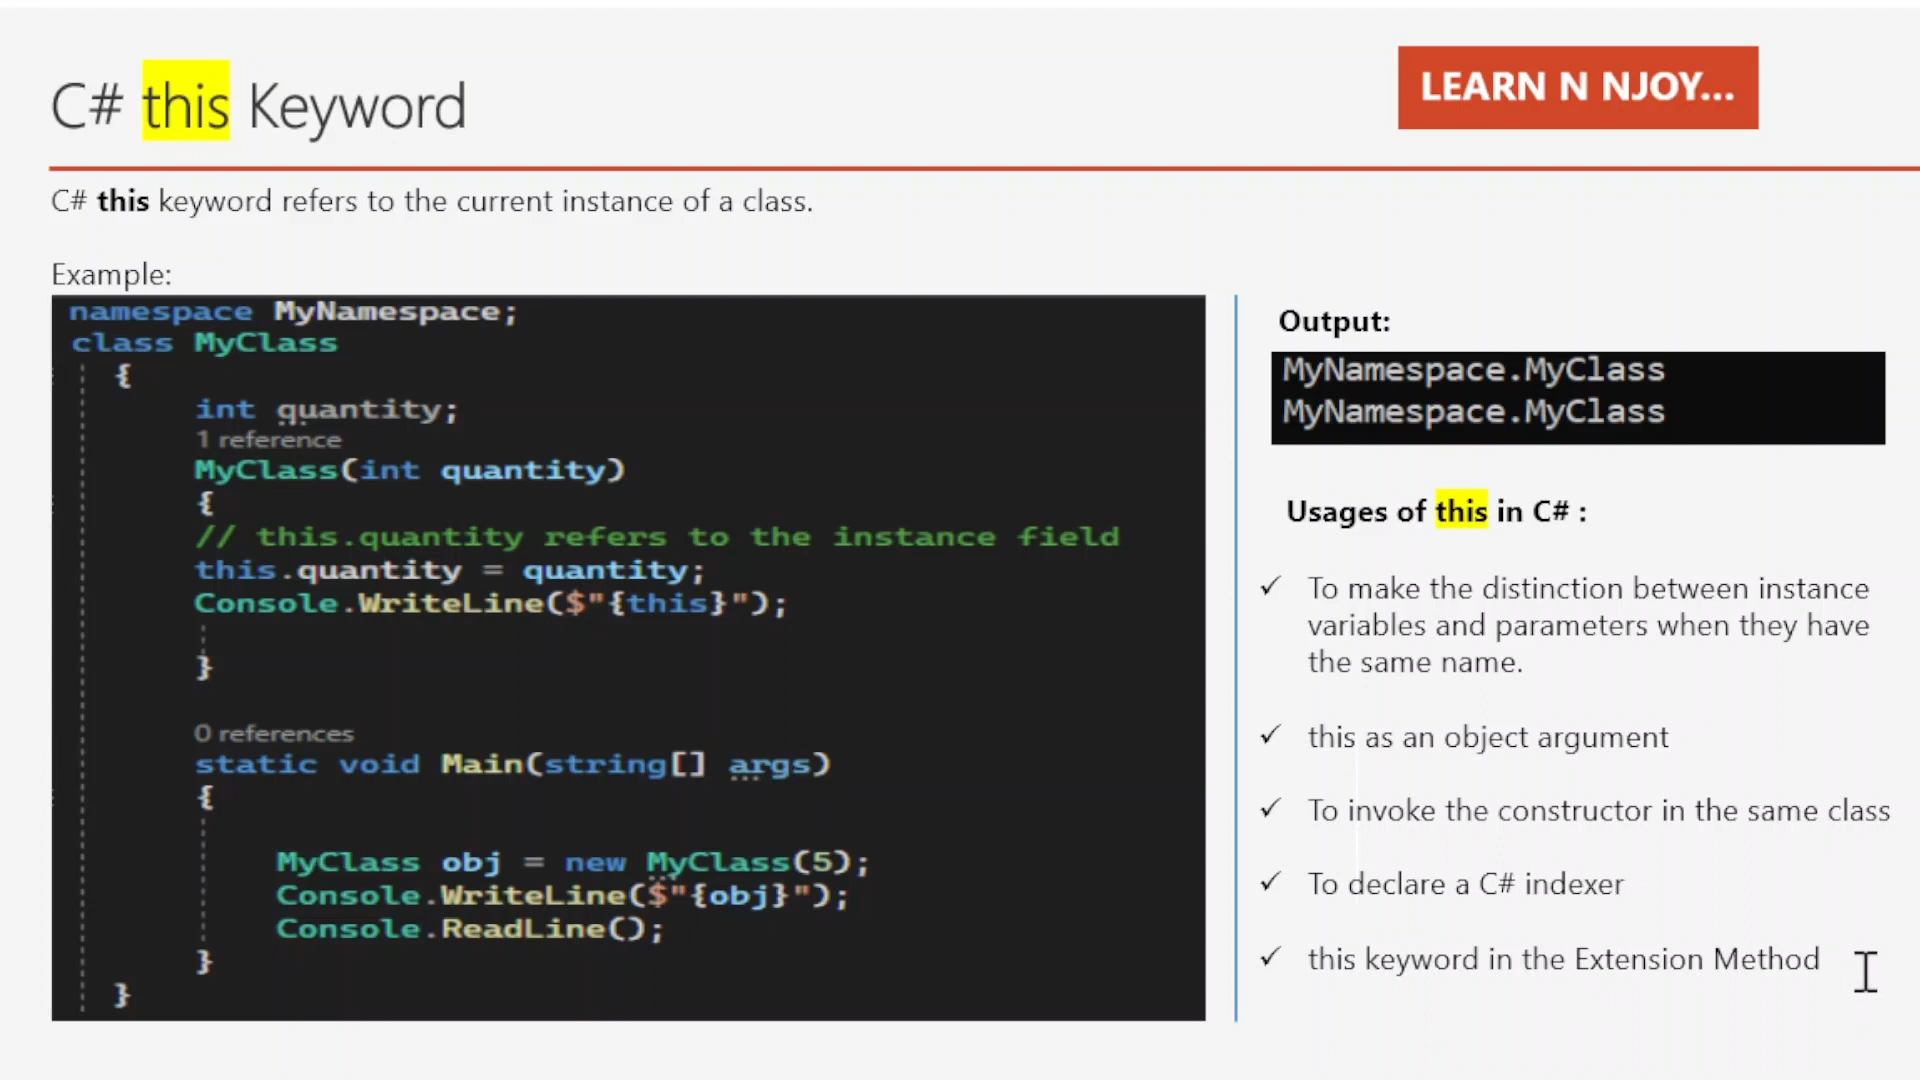 C# this Keyword
LEARN N NJOY...
C# this keyword refers to the current instance of a class.
Example:
namespace MyNamespace;
class MyClass
{
int quantity;
1 reference
MyClass(int quantity)
{
// this.quantity refers to the instance field
this.quantity = quantity;
Console.WriteLine($"{this}");
}
0 references
static void Main(string[] args)
{
MyClass obj = new MyClass(5);
Console.WriteLine($"{obj}");
Console.ReadLine();
}
}
Output:
MyNamespace.MyClass
MyNamespace.MyClass
Usages of this in C# :
✓ To make the distinction between instance
variables and parameters when they have
the same name.
✓ this as an object argument
✓ To invoke the constructor in the same class
✓ To declare a C# indexer
✓ this keyword in the Extension Method